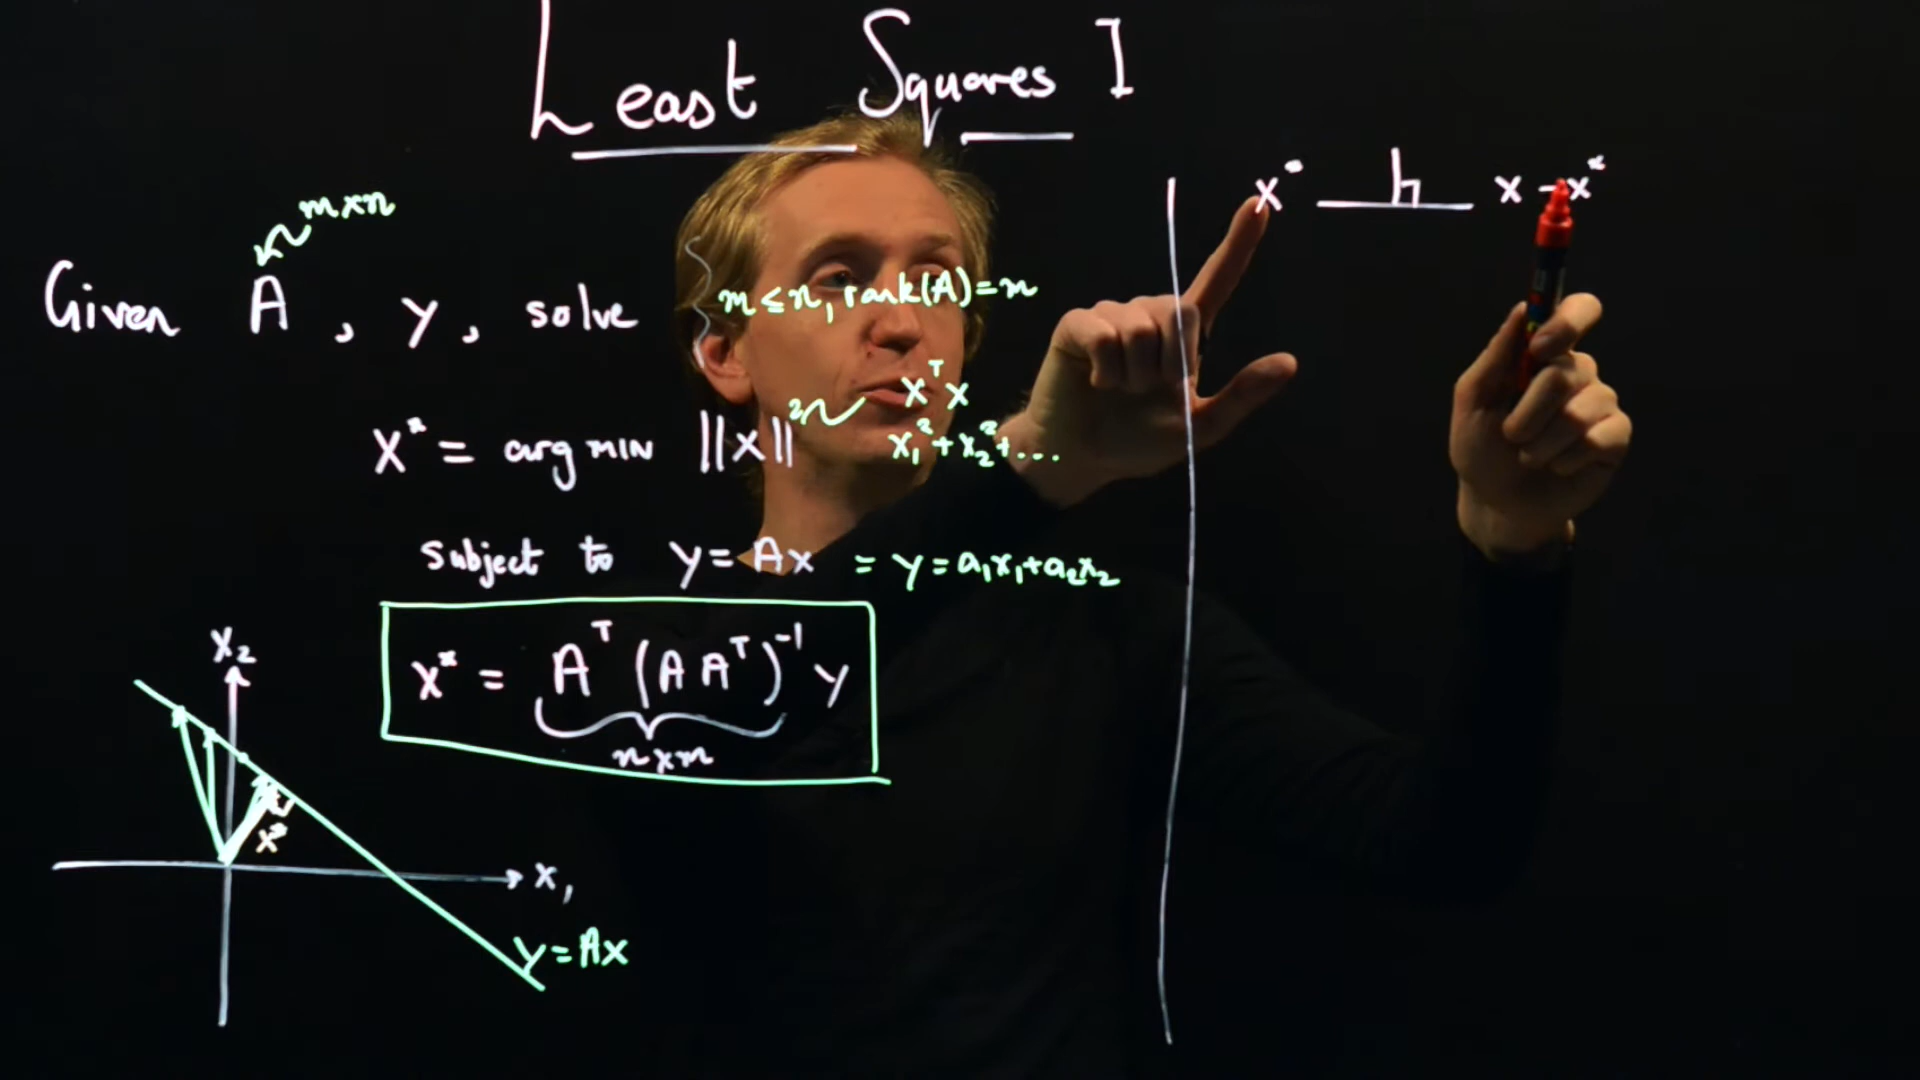 Least Squares I
m×n
Given A, y, solve
m ≤ n, rank(A) = m
x* = arg MIN ||x||²
xᵀx
x₁² + x₂² + ...
subject to y = Ax = y = a₁x₁ + a₂x₂
x* = Aᵀ(AAᵀ)⁻¹y
n×m
x₂
x*
x₁
y = Ax
x* ⊥ x - x*